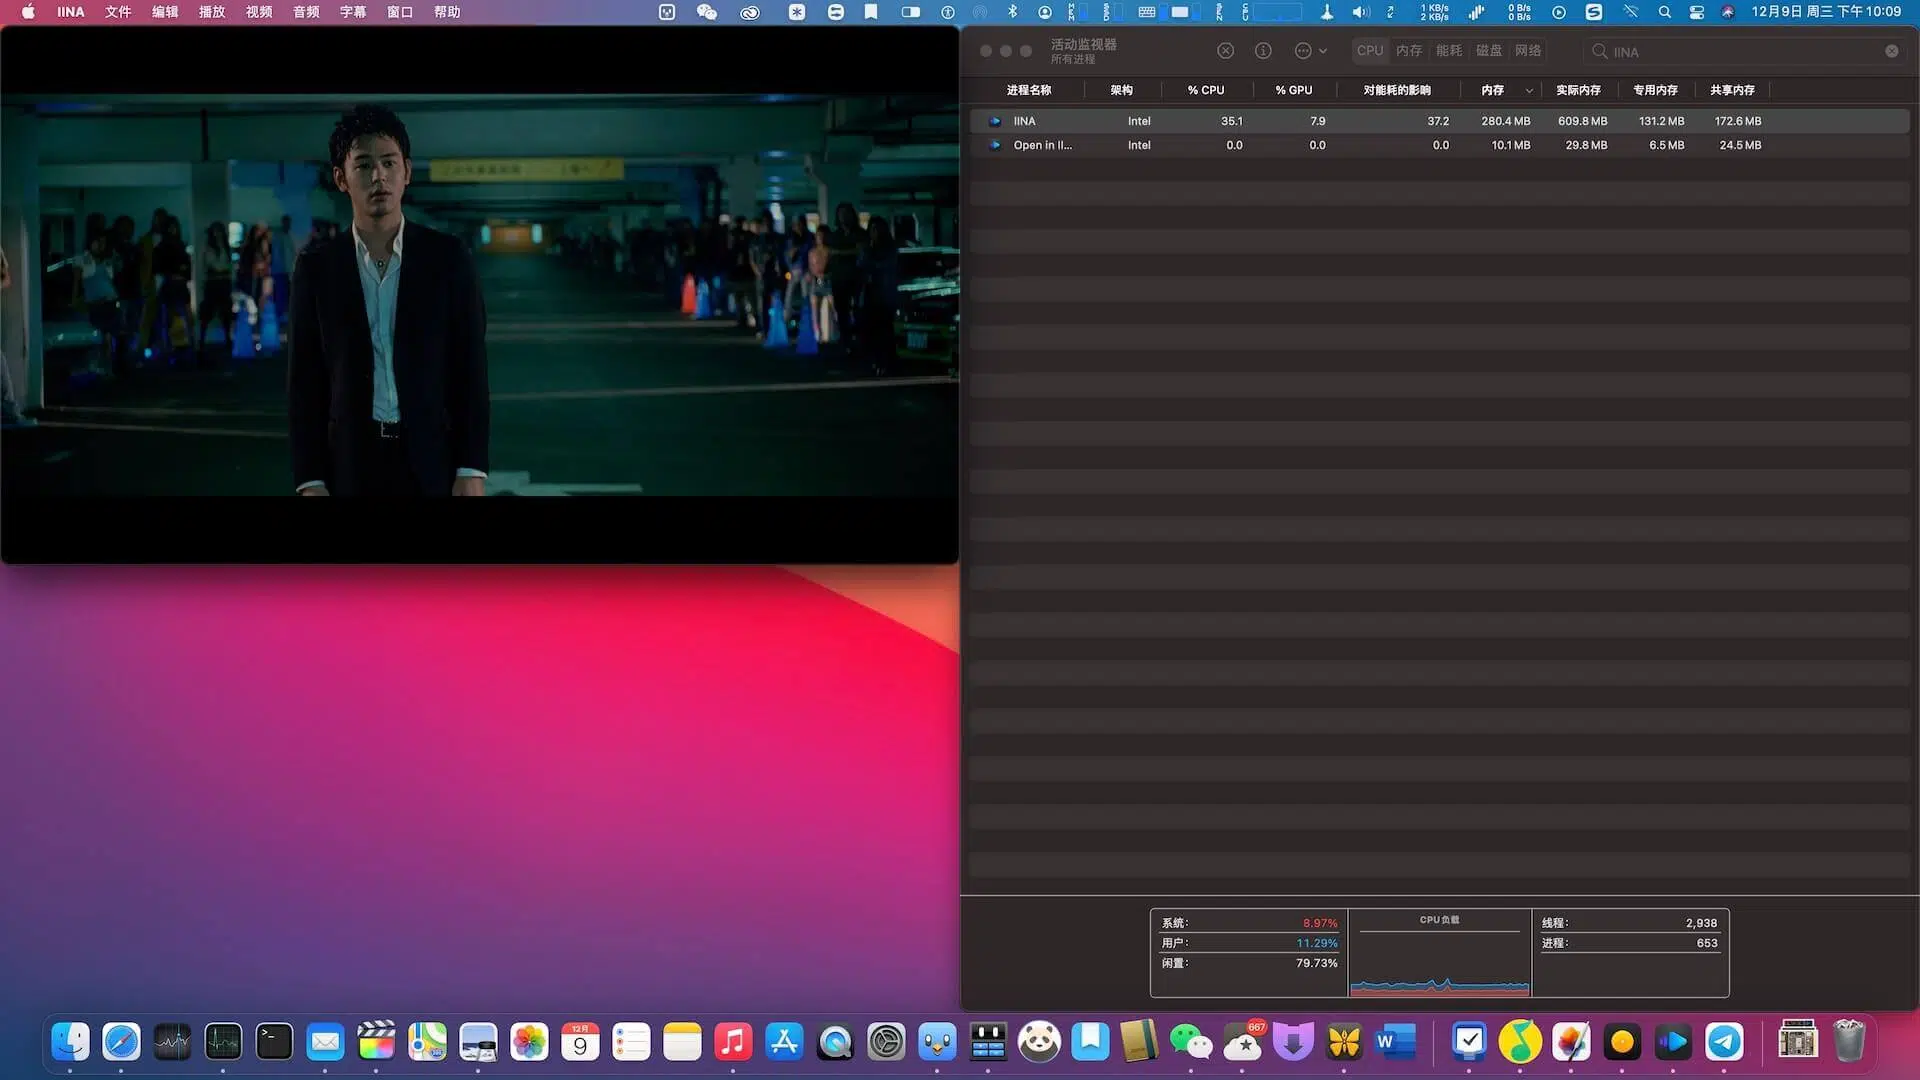 IINA 文件 编辑 播放 视频 音频 字幕 窗口 帮助
1 KB/s
2 KB/s
0 B/s
0 B/s
12月9日 周三 下午10:09
活动监视器
所有进程
CPU 内存 能耗 磁盘 网络
IINA
进程名称 架构 % CPU % GPU 对能耗的影响 内存 实际内存 专用内存 共享内存
IINA Intel 35.1 7.9 37.2 280.4 MB 609.8 MB 131.2 MB 172.6 MB
Open in II... Intel 0.0 0.0 0.0 10.1 MB 29.8 MB 6.5 MB 24.5 MB
系统: 8.97%
用户: 11.29%
闲置: 79.73%
CPU负载
线程: 2,938
进程: 653
12月
9
667
W